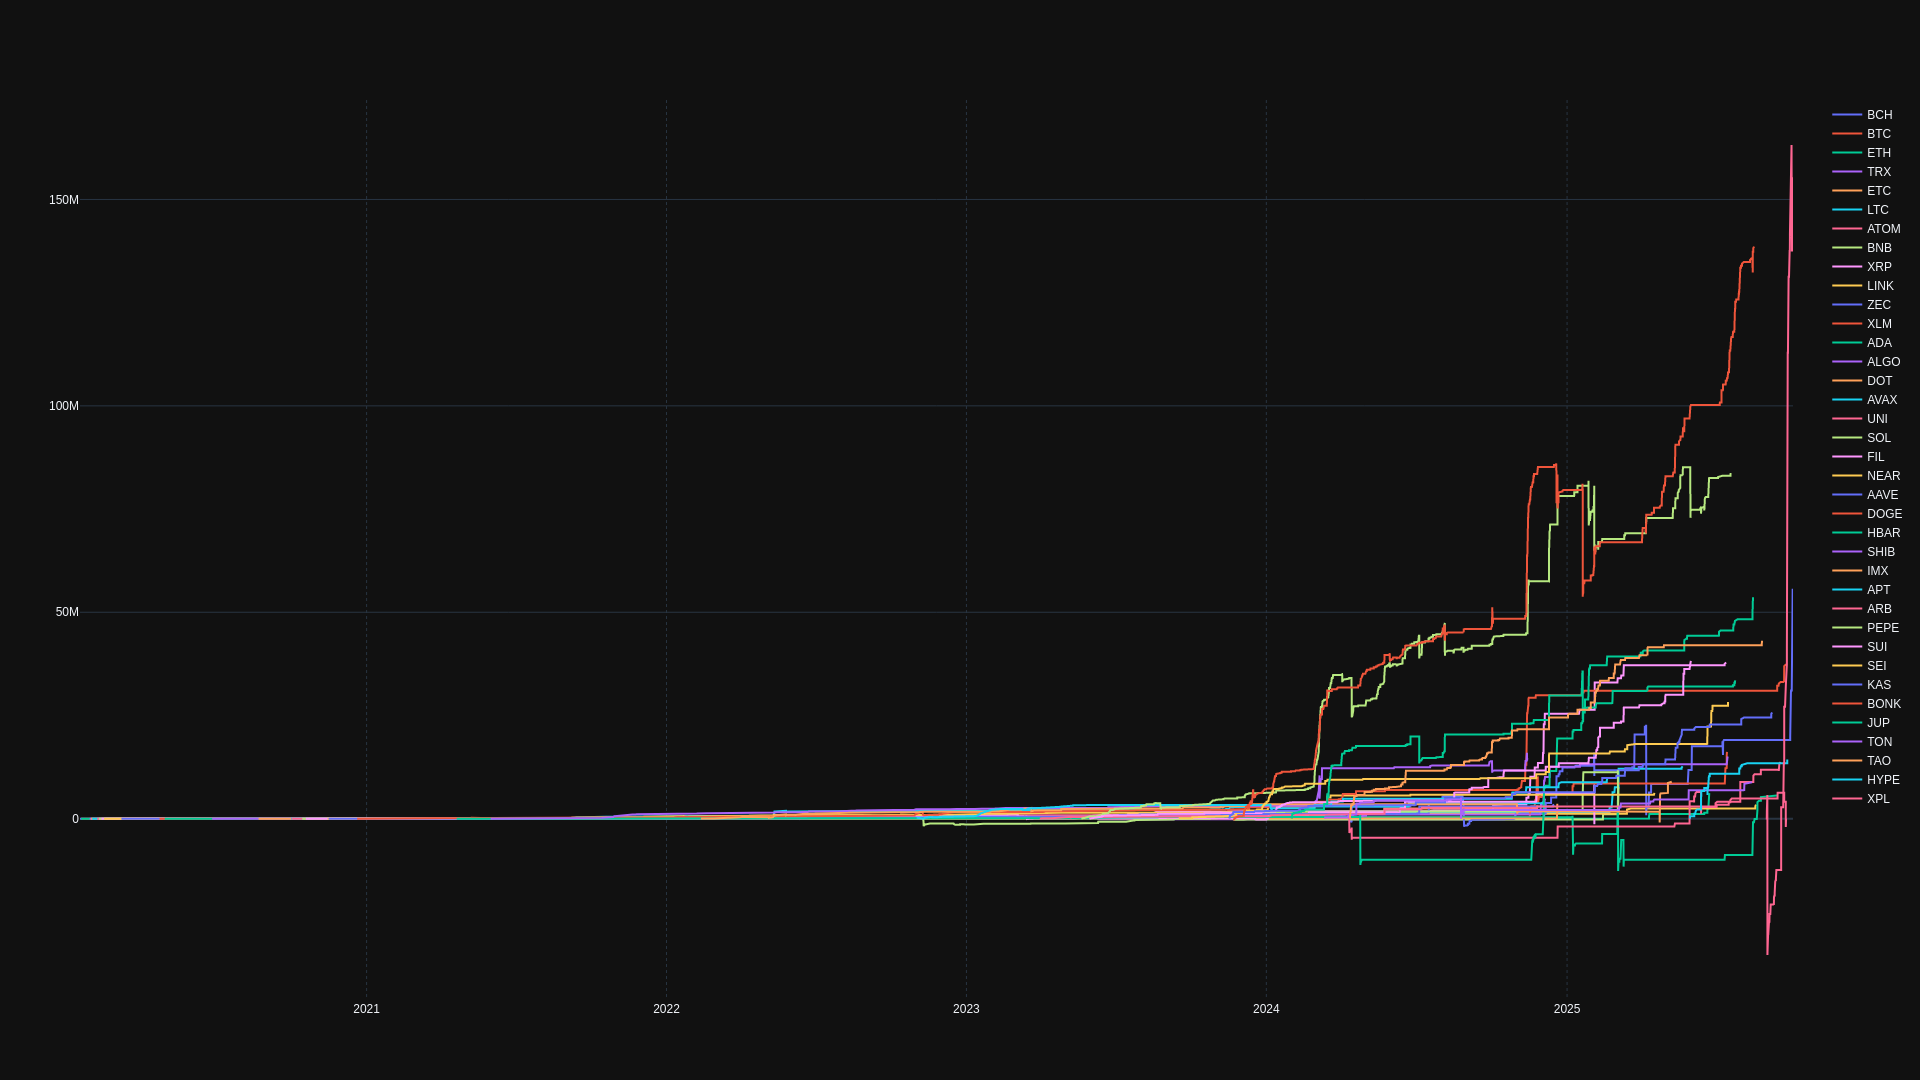 150M
100M
50M
0
2021
2022
2023
2024
2025
BCH
BTC
ETH
TRX
ETC
LTC
ATOM
BNB
XRP
LINK
ZEC
XLM
ADA
ALGO
DOT
AVAX
UNI
SOL
FIL
NEAR
AAVE
DOGE
HBAR
SHIB
IMX
APT
ARB
PEPE
SUI
SEI
KAS
BONK
JUP
TON
TAO
HYPE
XPL